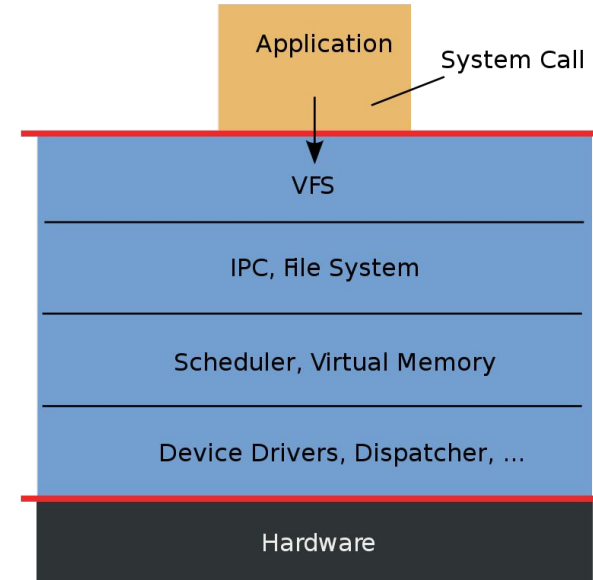 Application
System Call
VFS
IPC, File System
Scheduler, Virtual Memory
Device Drivers, Dispatcher, ...
Hardware